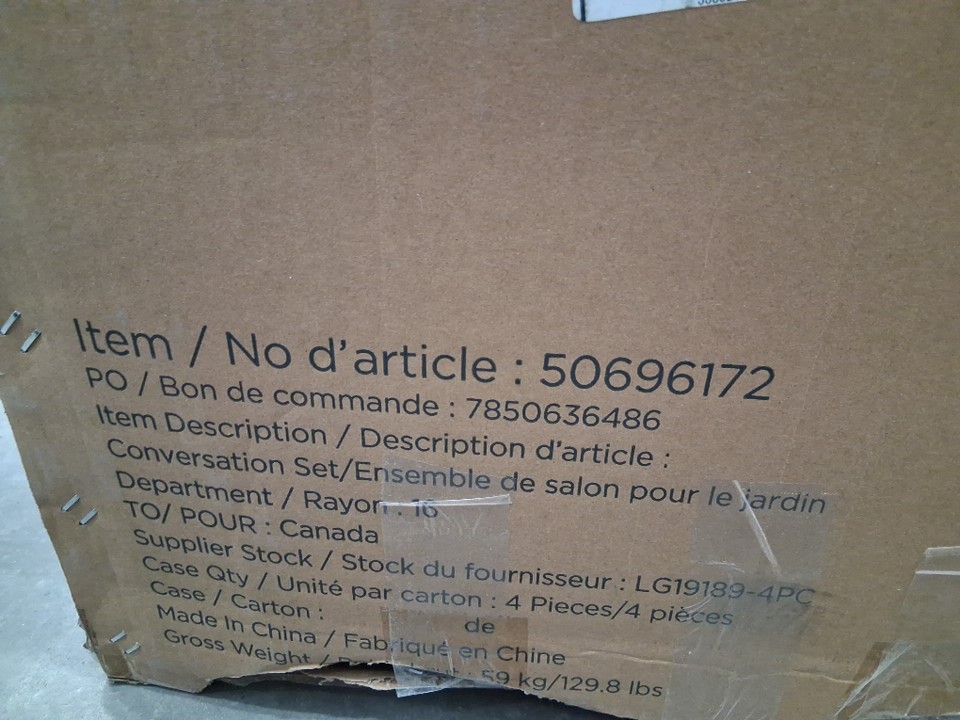 Item / No d'article : 50696172
PO / Bon de commande : 7850636486
Item Description / Description d'article :
Conversation Set/Ensemble de salon pour le jardin
Department / Rayon : 16
TO/ POUR : Canada
Supplier Stock / Stock du fournisseur : LG19189-4PC
Case Qty / Unité par carton : 4 Pieces/4 pièces
Case / Carton : de
Made In China / Fabriqué en Chine
Gross Weight / : 59 kg/129.8 lbs